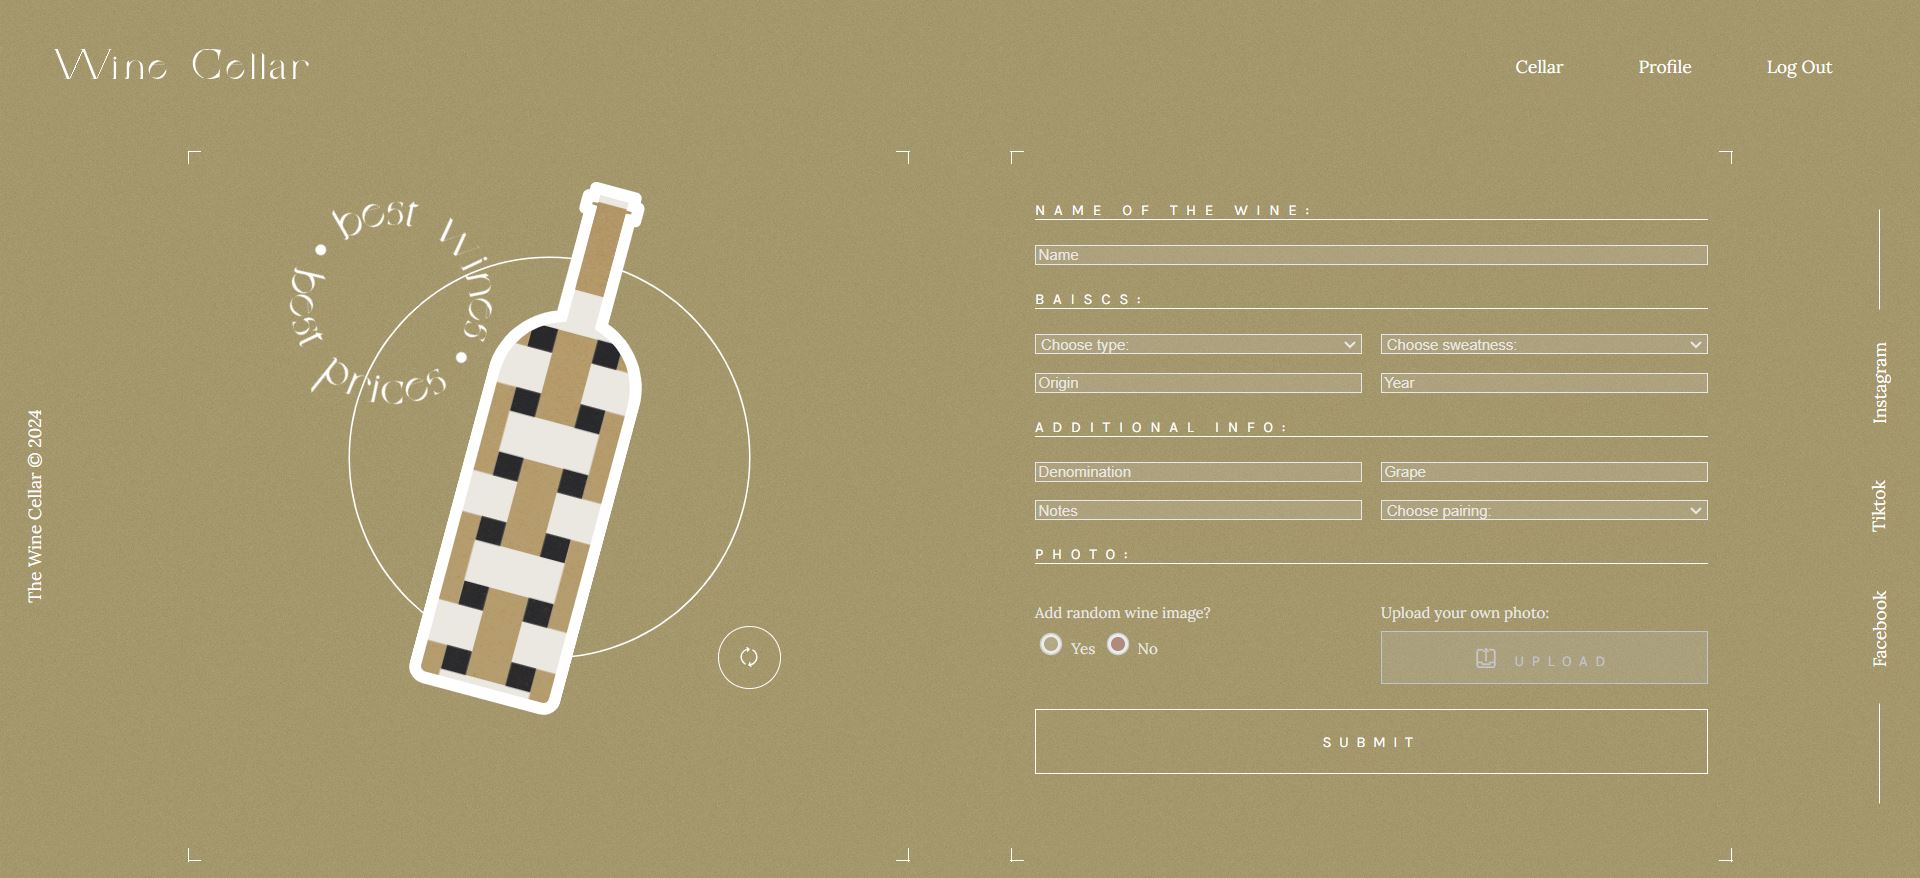 Wine Cellar
Cellar
Profile
Log Out
best Wines • best prices •
The Wine Cellar © 2024
NAME OF THE WINE:
Name
BAISCS:
Choose type:
Choose sweatness:
Origin
Year
ADDITIONAL INFO:
Denomination
Grape
Notes
Choose pairing:
PHOTO:
Add random wine image?
Upload your own photo:
Yes
No
UPLOAD
SUBMIT
Instagram
Tiktok
Facebook